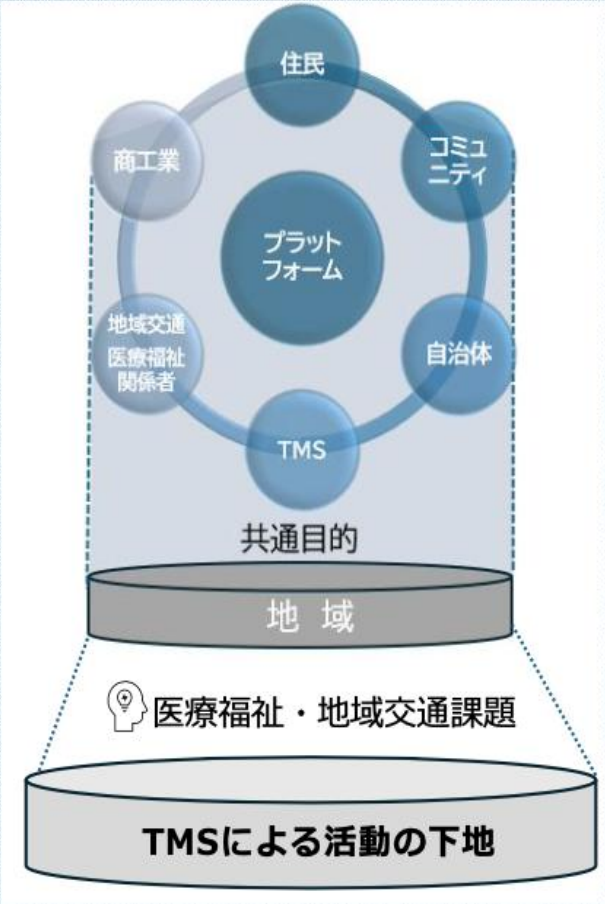 住民
商工業
コミュ
ニティ
プラット
フォーム
地域交通
医療福祉
関係者
自治体
TMS
共通目的
地 域
医療福祉・地域交通課題
TMSによる活動の下地